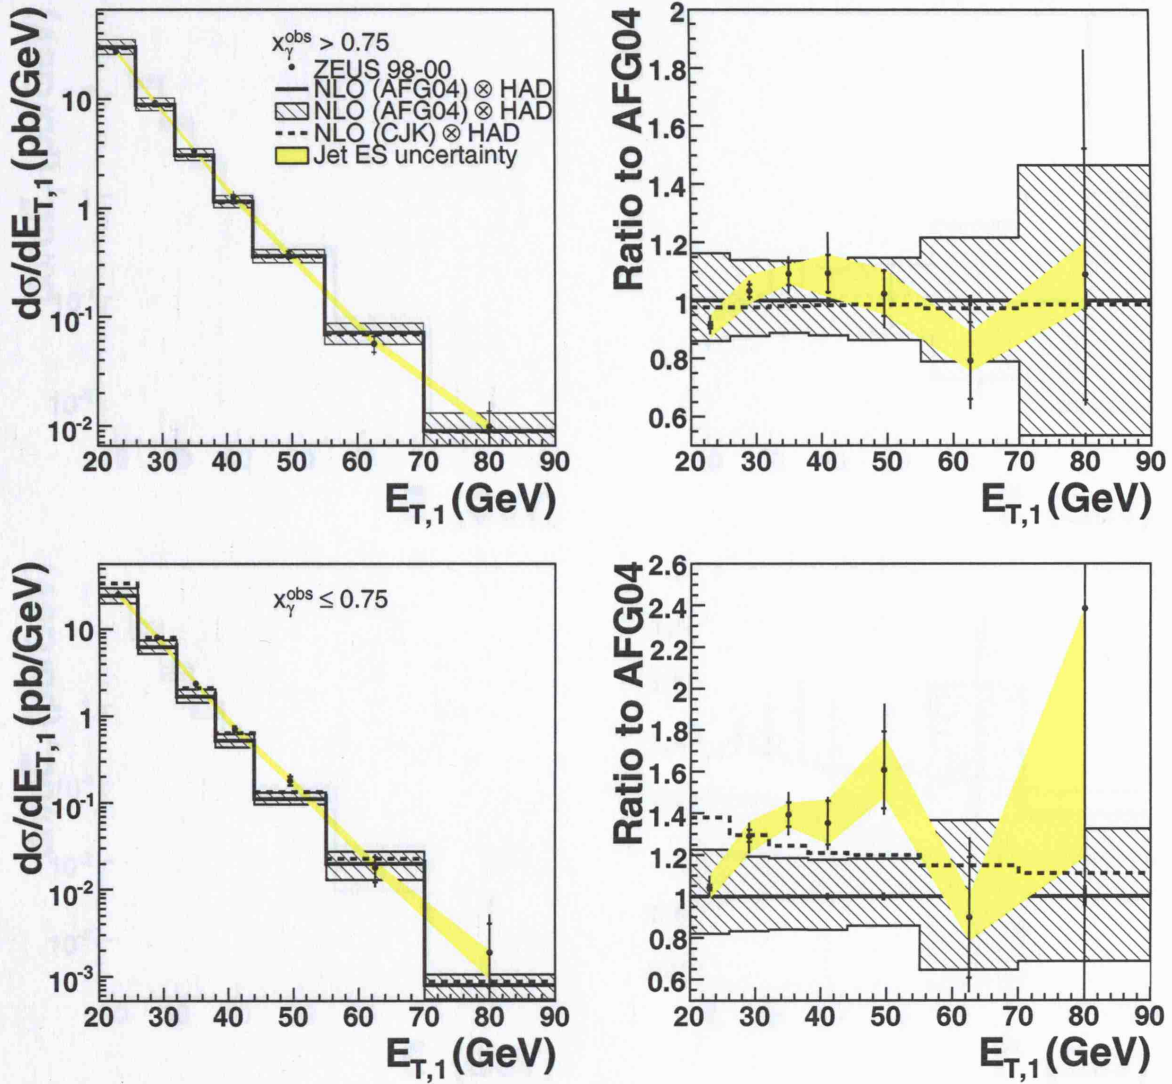 dσ/dE_T,1 (pb/GeV)
x_γ^obs > 0.75
ZEUS 98-00
NLO (AFG04) ⊗ HAD
NLO (AFG04) ⊗ HAD
NLO (CJK) ⊗ HAD
Jet ES uncertainty
10
1
10^-1
10^-2
20 30 40 50 60 70 80 90
E_T,1 (GeV)
Ratio to AFG04
2
1.8
1.6
1.4
1.2
1
0.8
0.6
20 30 40 50 60 70 80 90
E_T,1 (GeV)
dσ/dE_T,1 (pb/GeV)
x_γ^obs ≤ 0.75
10
1
10^-1
10^-2
10^-3
20 30 40 50 60 70 80 90
E_T,1 (GeV)
Ratio to AFG04
2.6
2.4
2.2
2
1.8
1.6
1.4
1.2
1
0.8
0.6
20 30 40 50 60 70 80 90
E_T,1 (GeV)